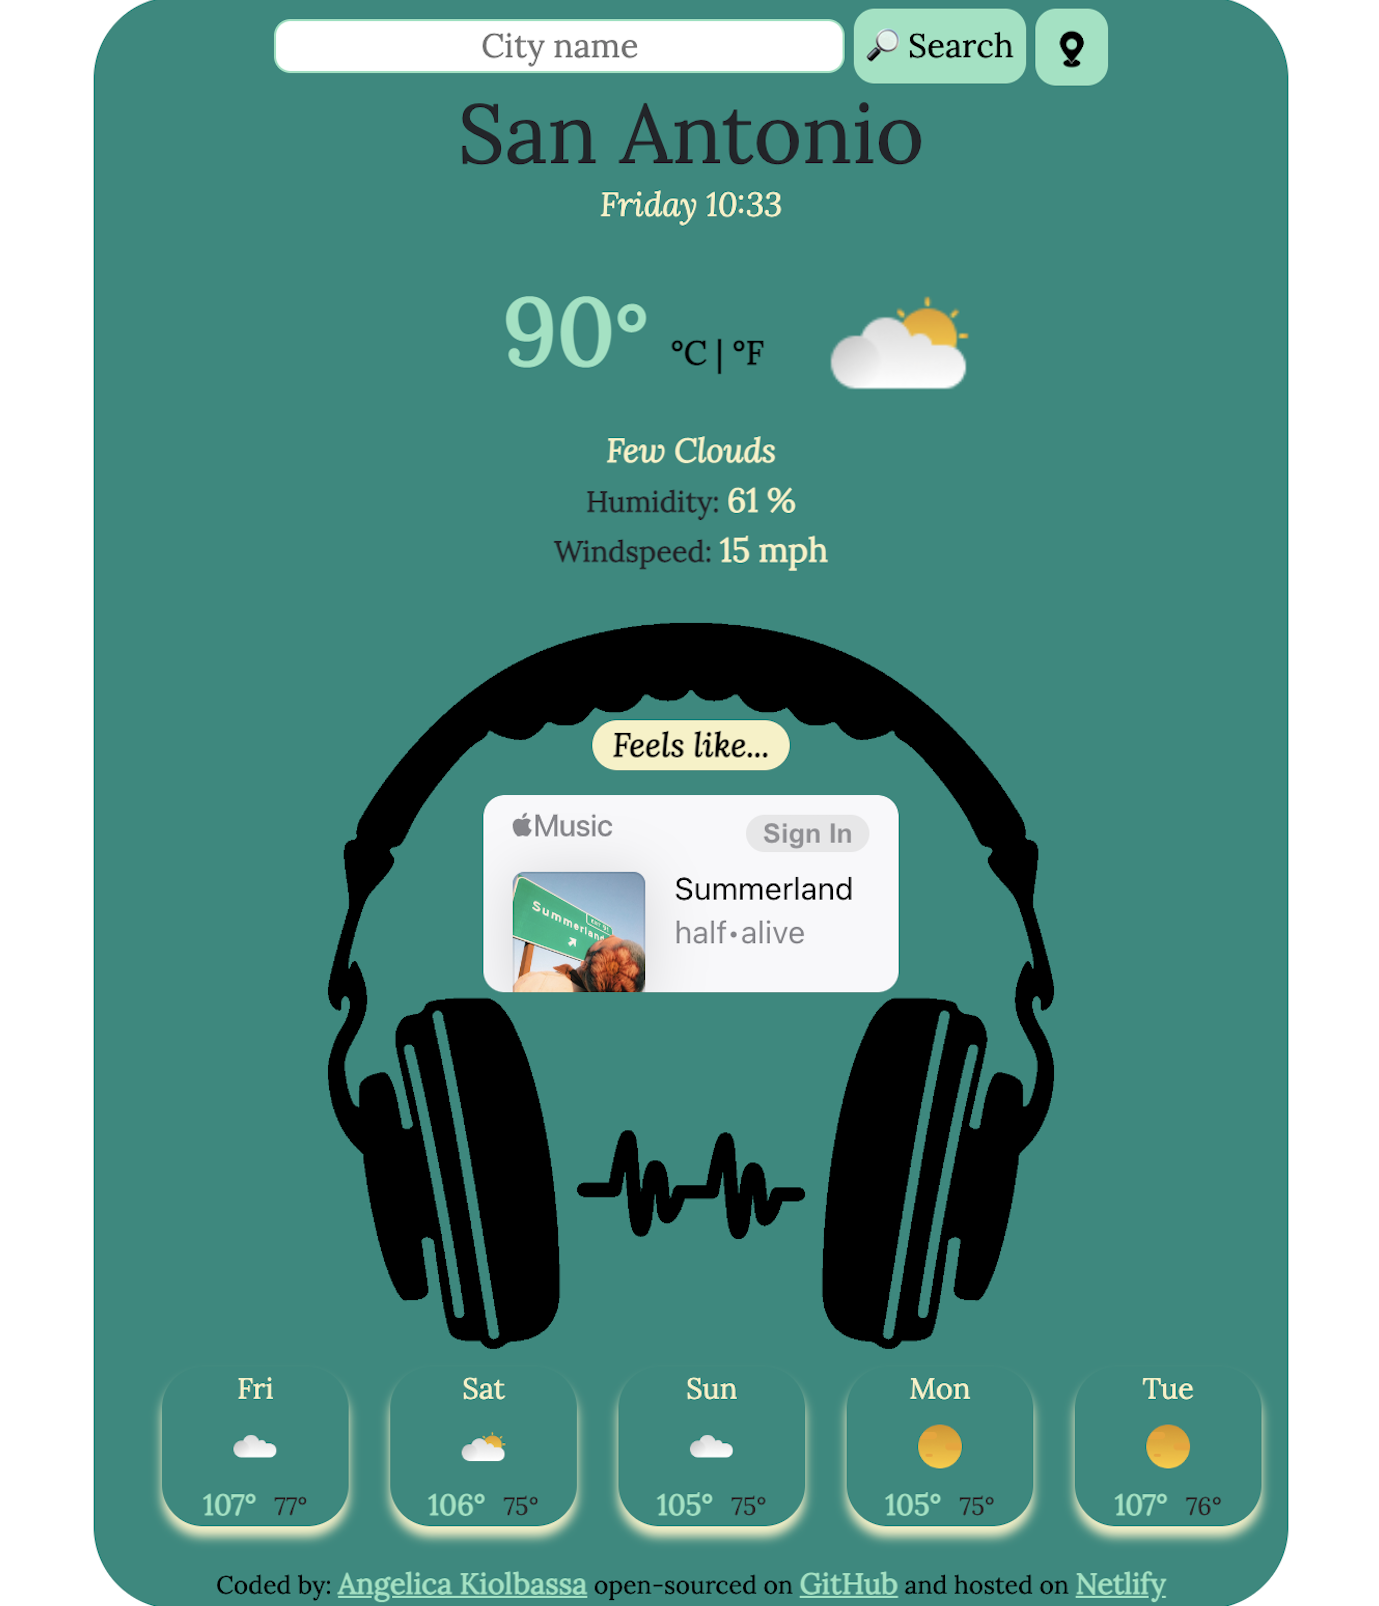 City name
🔎 Search
San Antonio
Friday 10:33
90° °C | °F
Few Clouds
Humidity: 61 %
Windspeed: 15 mph
Feels like...
Music
Sign In
Summerland
half•alive
Summerland
Fri
Sat
Sun
Mon
Tue
107° 77°
106° 75°
105° 75°
105° 75°
107° 76°
Coded by: Angelica Kiolbassa open-sourced on GitHub and hosted on Netlify